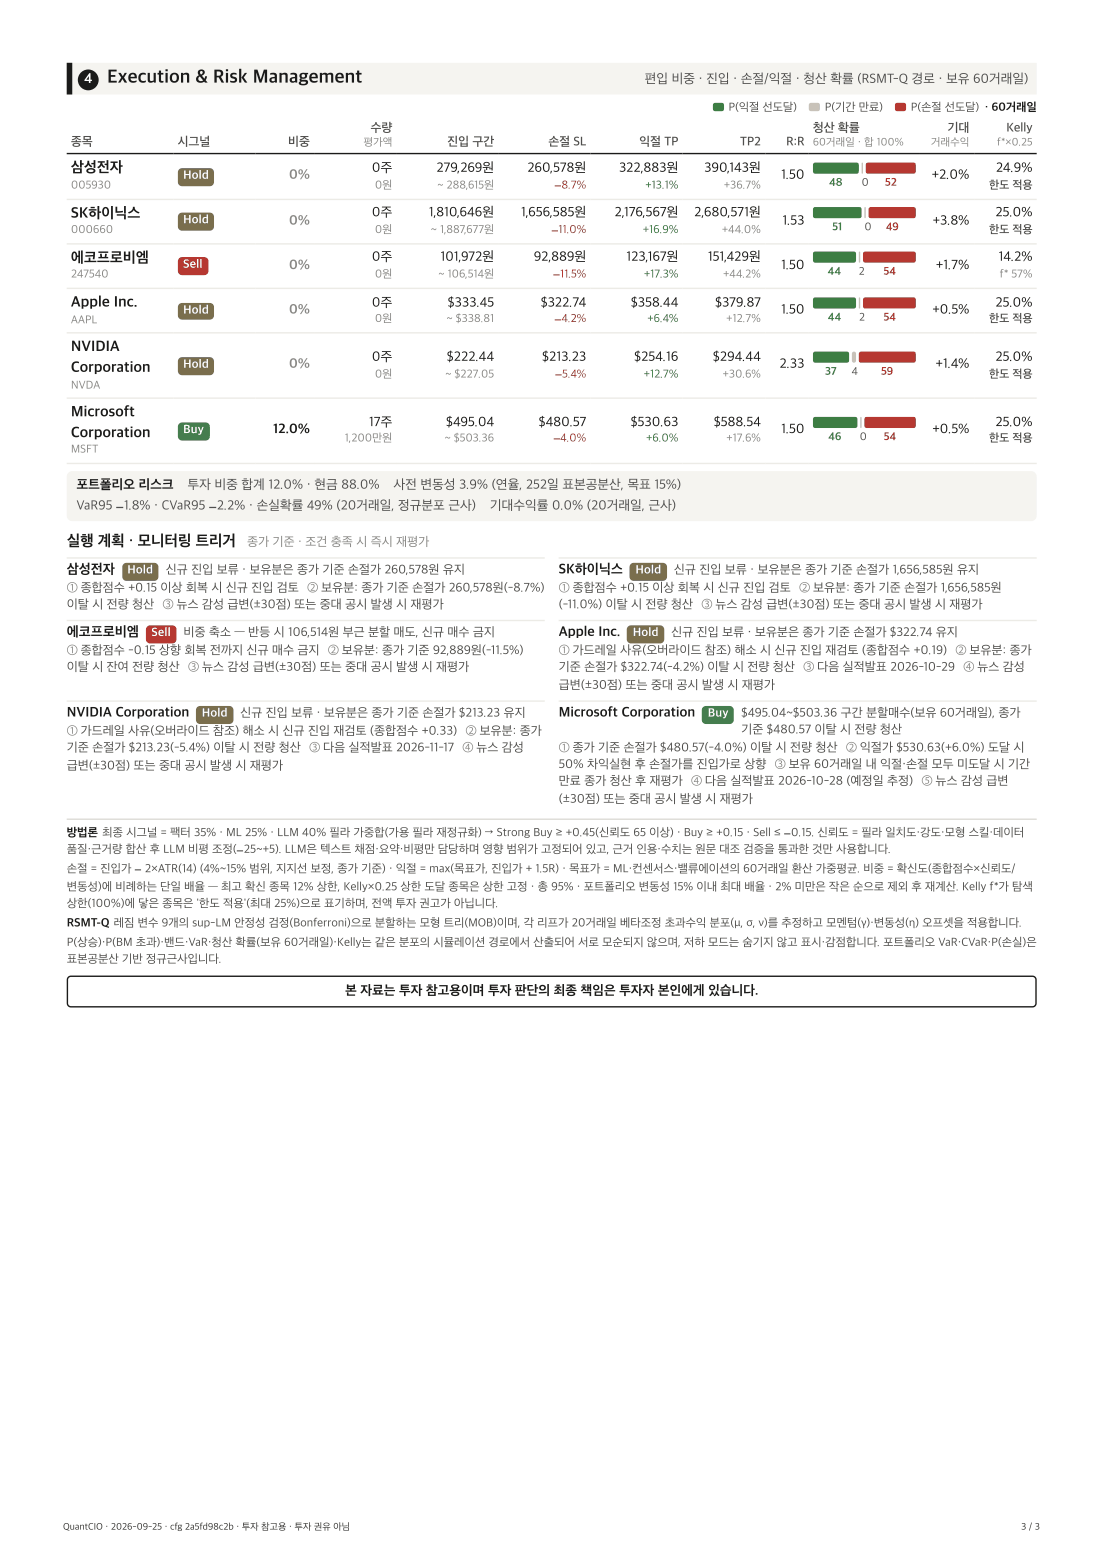 4 Execution & Risk Management 편입 비중 · 진입 · 손절/익절 · 청산 확률 (RSMT-Q 경로 · 보유 60거래일)
P(익절 선도달) P(기간 만료) P(손절 선도달) · 60거래일
종목 시그널 비중 수량 평가액 진입 구간 손절 SL 익절 TP TP2 R:R 청산 확률 60거래일 · 합 100% 기대 거래수익 Kelly f*×0.25
삼성전자 Hold 0% 0주 279,269원 260,578원 322,883원 390,143원 1.50 +2.0% 24.9%
005930 0원 ~ 288,615원 −8.7% +13.1% +36.7% 48 0 52 한도 적용
SK하이닉스 Hold 0% 0주 1,810,646원 1,656,585원 2,176,567원 2,680,571원 1.53 +3.8% 25.0%
000660 0원 ~ 1,887,677원 −11.0% +16.9% +44.0% 51 0 49 한도 적용
에코프로비엠 Sell 0% 0주 101,972원 92,889원 123,167원 151,429원 1.50 +1.7% 14.2%
247540 0원 ~ 106,514원 −11.5% +17.3% +44.2% 44 2 54 f* 57%
Apple Inc. Hold 0% 0주 $333.45 $322.74 $358.44 $379.87 1.50 +0.5% 25.0%
AAPL 0원 ~ $338.81 −4.2% +6.4% +12.7% 44 2 54 한도 적용
NVIDIA
Corporation Hold 0% 0주 $222.44 $213.23 $254.16 $294.44 2.33 +1.4% 25.0%
NVDA 0원 ~ $227.05 −5.4% +12.7% +30.6% 37 4 59 한도 적용
Microsoft
Corporation Buy 12.0% 17주 $495.04 $480.57 $530.63 $588.54 1.50 +0.5% 25.0%
MSFT 1,200만원 ~ $503.36 −4.0% +6.0% +17.6% 46 0 54 한도 적용
포트폴리오 리스크 투자 비중 합계 12.0% · 현금 88.0% 사전 변동성 3.9% (연율, 252일 표본공분산, 목표 15%)
VaR95 −1.8% · CVaR95 −2.2% · 손실확률 49% (20거래일, 정규분포 근사) 기대수익률 0.0% (20거래일, 근사)
실행 계획 · 모니터링 트리거 종가 기준 · 조건 충족 시 즉시 재평가
삼성전자 Hold 신규 진입 보류 · 보유분은 종가 기준 손절가 260,578원 유지
① 종합점수 +0.15 이상 회복 시 신규 진입 검토 ② 보유분: 종가 기준 손절가 260,578원(-8.7%)
이탈 시 전량 청산 ③ 뉴스 감성 급변(±30점) 또는 중대 공시 발생 시 재평가
SK하이닉스 Hold 신규 진입 보류 · 보유분은 종가 기준 손절가 1,656,585원 유지
① 종합점수 +0.15 이상 회복 시 신규 진입 검토 ② 보유분: 종가 기준 손절가 1,656,585원
(-11.0%) 이탈 시 전량 청산 ③ 뉴스 감성 급변(±30점) 또는 중대 공시 발생 시 재평가
에코프로비엠 Sell 비중 축소 — 반등 시 106,514원 부근 분할 매도, 신규 매수 금지
① 종합점수 -0.15 상향 회복 전까지 신규 매수 금지 ② 보유분: 종가 기준 92,889원(-11.5%)
이탈 시 잔여 전량 청산 ③ 뉴스 감성 급변(±30점) 또는 중대 공시 발생 시 재평가
Apple Inc. Hold 신규 진입 보류 · 보유분은 종가 기준 손절가 $322.74 유지
① 가드레일 사유(오버라이드 참조) 해소 시 신규 진입 재검토 (종합점수 +0.19) ② 보유분: 종가
기준 손절가 $322.74(-4.2%) 이탈 시 전량 청산 ③ 다음 실적발표 2026-10-29 ④ 뉴스 감성
급변(±30점) 또는 중대 공시 발생 시 재평가
NVIDIA Corporation Hold 신규 진입 보류 · 보유분은 종가 기준 손절가 $213.23 유지
① 가드레일 사유(오버라이드 참조) 해소 시 신규 진입 재검토 (종합점수 +0.33) ② 보유분: 종가
기준 손절가 $213.23(-5.4%) 이탈 시 전량 청산 ③ 다음 실적발표 2026-11-17 ④ 뉴스 감성
급변(±30점) 또는 중대 공시 발생 시 재평가
Microsoft Corporation Buy $495.04~$503.36 구간 분할매수(보유 60거래일), 종가
기준 $480.57 이탈 시 전량 청산
① 종가 기준 손절가 $480.57(-4.0%) 이탈 시 전량 청산 ② 익절가 $530.63(+6.0%) 도달 시
50% 차익실현 후 손절가를 진입가로 상향 ③ 보유 60거래일 내 익절·손절 모두 미도달 시 기간
만료 종가 청산 후 재평가 ④ 다음 실적발표 2026-10-28 (예정일 추정) ⑤ 뉴스 감성 급변
(±30점) 또는 중대 공시 발생 시 재평가
방법론 최종 시그널 = 팩터 35% · ML 25% · LLM 40% 필라 가중합(가용 필라 재정규화) → Strong Buy ≥ +0.45(신뢰도 65 이상) · Buy ≥ +0.15 · Sell ≤ −0.15. 신뢰도 = 필라 일치도·강도·모형 스킬·데이터
품질·근거량 합산 후 LLM 비평 조정(−25~+5). LLM은 텍스트 채점·요약·비평만 담당하며 영향 범위가 고정되어 있고, 근거 인용·수치는 원문 대조 검증을 통과한 것만 사용합니다.
손절 = 진입가 − 2×ATR(14) (4%~15% 범위, 지지선 보정, 종가 기준) · 익절 = max(목표가, 진입가 + 1.5R) · 목표가 = ML·컨센서스·밸류에이션의 60거래일 환산 가중평균. 비중 = 확신도(종합점수×신뢰도/
변동성)에 비례하는 단일 배율 — 최고 확신 종목 12% 상한, Kelly×0.25 상한 도달 종목은 상한 고정 · 총 95% · 포트폴리오 변동성 15% 이내 최대 배율 · 2% 미만은 작은 순으로 제외 후 재계산. Kelly f*가 탐색
상한(100%)에 닿은 종목은 '한도 적용'(최대 25%)으로 표기하며, 전액 투자 권고가 아닙니다.
RSMT-Q 레짐 변수 9개의 sup-LM 안정성 검정(Bonferroni)으로 분할하는 모형 트리(MOB)이며, 각 리프가 20거래일 베타조정 초과수익 분포(μ, σ, ν)를 추정하고 모멘텀(γ)·변동성(η) 오프셋을 적용합니다.
P(상승)·P(BM 초과)·밴드·VaR·청산 확률(보유 60거래일)·Kelly는 같은 분포의 시뮬레이션 경로에서 산출되어 서로 모순되지 않으며, 저하 모드는 숨기지 않고 표시·감점합니다. 포트폴리오 VaR·CVaR·P(손실)은
표본공분산 기반 정규근사입니다.
본 자료는 투자 참고용이며 투자 판단의 최종 책임은 투자자 본인에게 있습니다.
QuantCIO · 2026-09-25 · cfg 2a5fd98c2b · 투자 참고용 · 투자 권유 아님 3 / 3